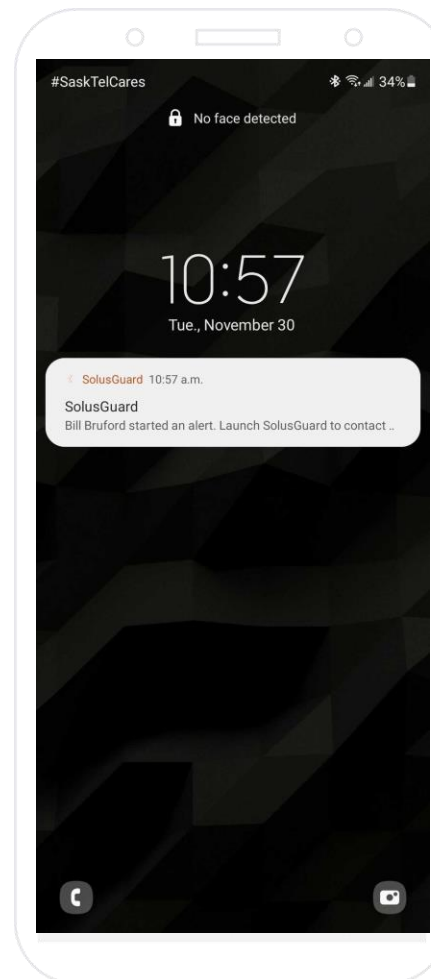 #SaskTelCares 34%
No face detected
10:57
Tue., November 30
SolusGuard 10:57 a.m.
SolusGuard
Bill Bruford started an alert. Launch SolusGuard to contact ..